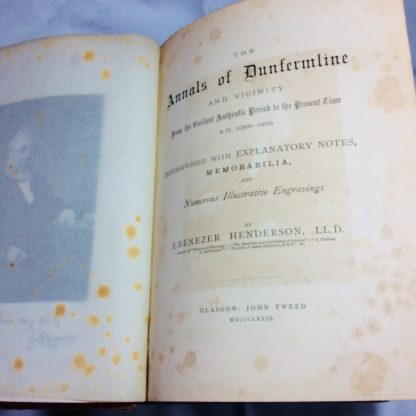 THE
Annals of Dunfermline
AND VICINITY
From the Earliest Authentic Period to the Present Time
A.D. 1069–1878
INTERSPERSED WITH EXPLANATORY NOTES,
MEMORABILIA,
AND
Numerous Illustrative Engravings
BY
EBENEZER HENDERSON, LL.D.
GLASGOW: JOHN TWEED
MDCCCLXXIX.